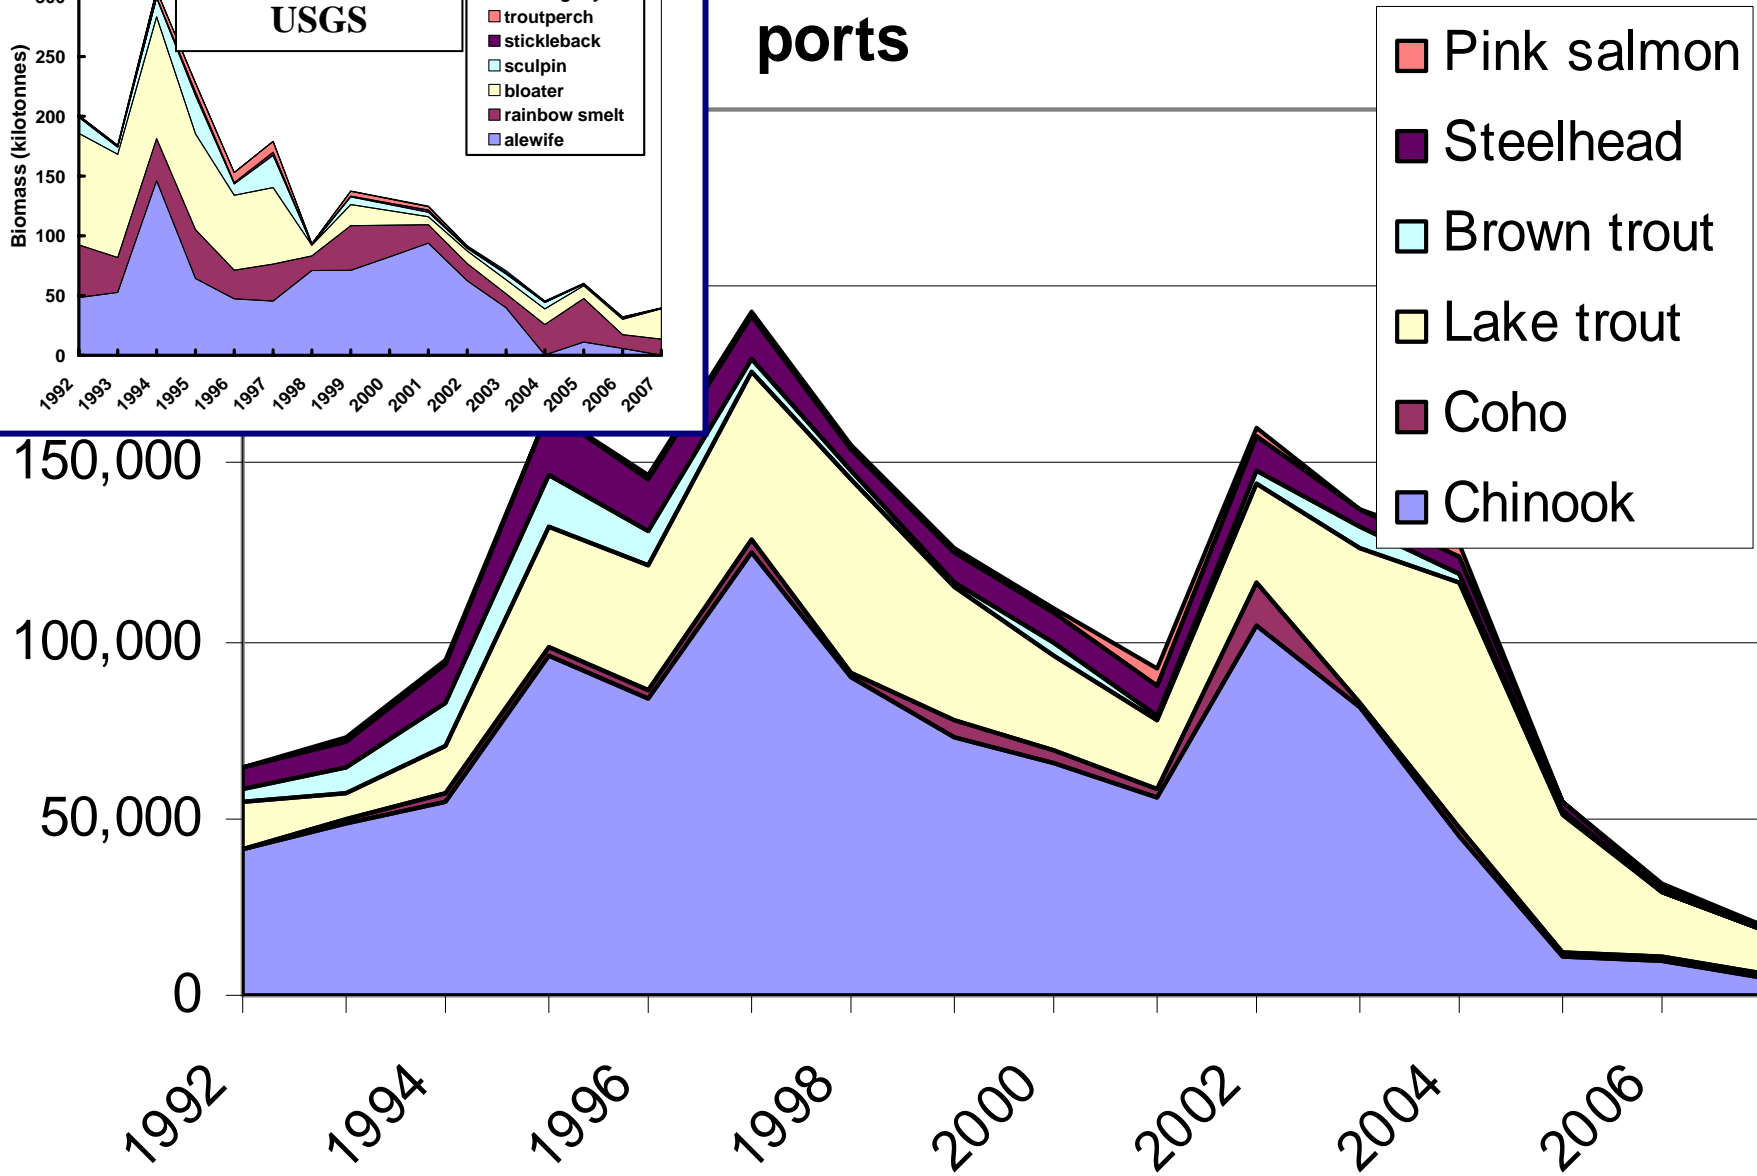 USGS
troutperch
stickleback
sculpin
bloater
rainbow smelt
alewife
Biomass (kilotonnes)
250
200
150
100
50
0
1992
1993
1994
1995
1996
1997
1998
1999
2000
2001
2002
2003
2004
2005
2006
2007
ports
Pink salmon
Steelhead
Brown trout
Lake trout
Coho
Chinook
150,000
100,000
50,000
0
1992
1994
1996
1998
2000
2002
2004
2006